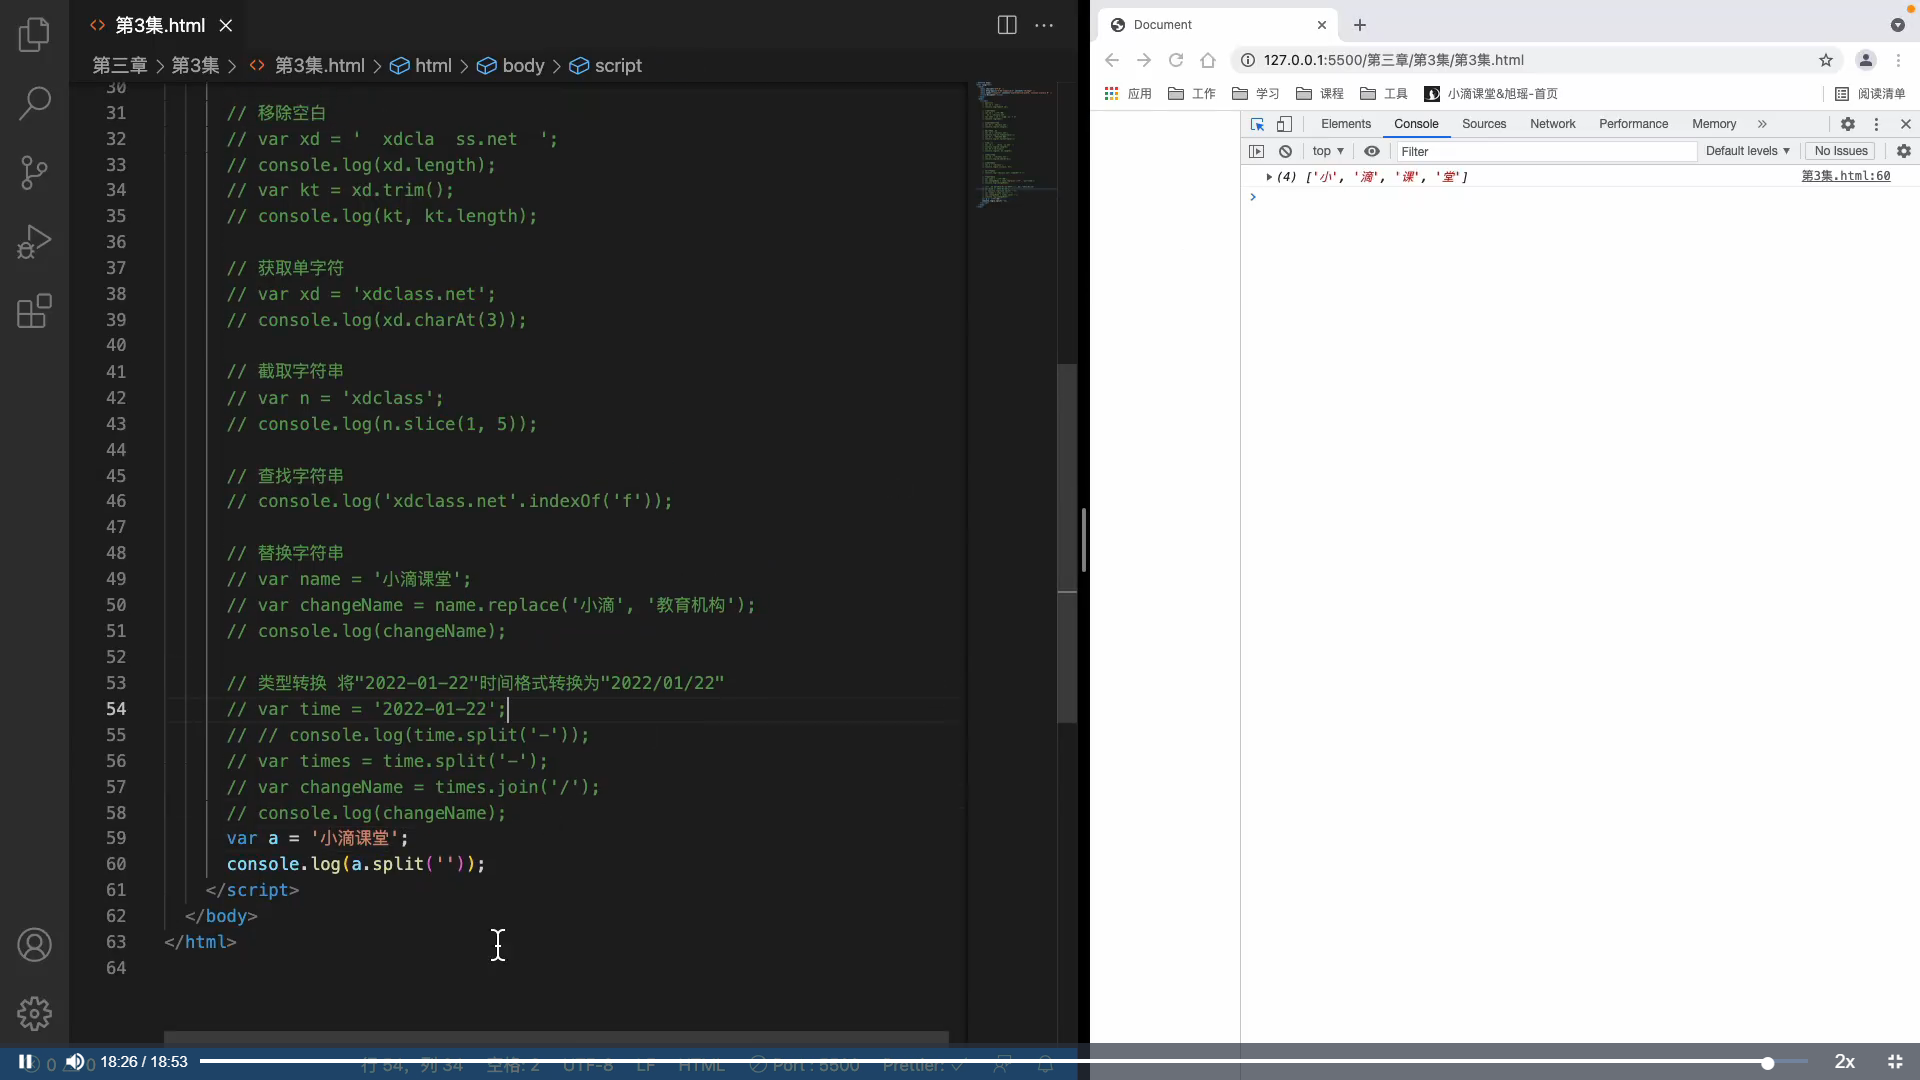 第3集.html
第三章 > 第3集 > 第3集.html > html > body > script
30
31 // 移除空白
32 // var xd = '  xdcla  ss.net  ';
33 // console.log(xd.length);
34 // var kt = xd.trim();
35 // console.log(kt, kt.length);
36
37 // 获取单字符
38 // var xd = 'xdclass.net';
39 // console.log(xd.charAt(3));
40
41 // 截取字符串
42 // var n = 'xdclass';
43 // console.log(n.slice(1, 5));
44
45 // 查找字符串
46 // console.log('xdclass.net'.indexOf('f'));
47
48 // 替换字符串
49 // var name = '小滴课堂';
50 // var changeName = name.replace('小滴', '教育机构');
51 // console.log(changeName);
52
53 // 类型转换 将"2022-01-22"时间格式转换为"2022/01/22"
54 // var time = '2022-01-22';
55 // // console.log(time.split('-'));
56 // var times = time.split('-');
57 // var changeName = times.join('/');
58 // console.log(changeName);
59 var a = '小滴课堂';
60 console.log(a.split(''));
61 </script>
62 </body>
63 </html>
64
0 0 18:26 / 18:53 行 54，列 34 空格: 2 UTF-8 LF HTML Port : 5500 Prettier: ✓ 2x
Document
127.0.0.1:5500/第三章/第3集/第3集.html
应用 工作 学习 课程 工具 小滴课堂&旭瑶-首页 阅读清单
Elements Console Sources Network Performance Memory »
top ▼ Filter Default levels ▼ No Issues
(4) ['小', '滴', '课', '堂'] 第3集.html:60